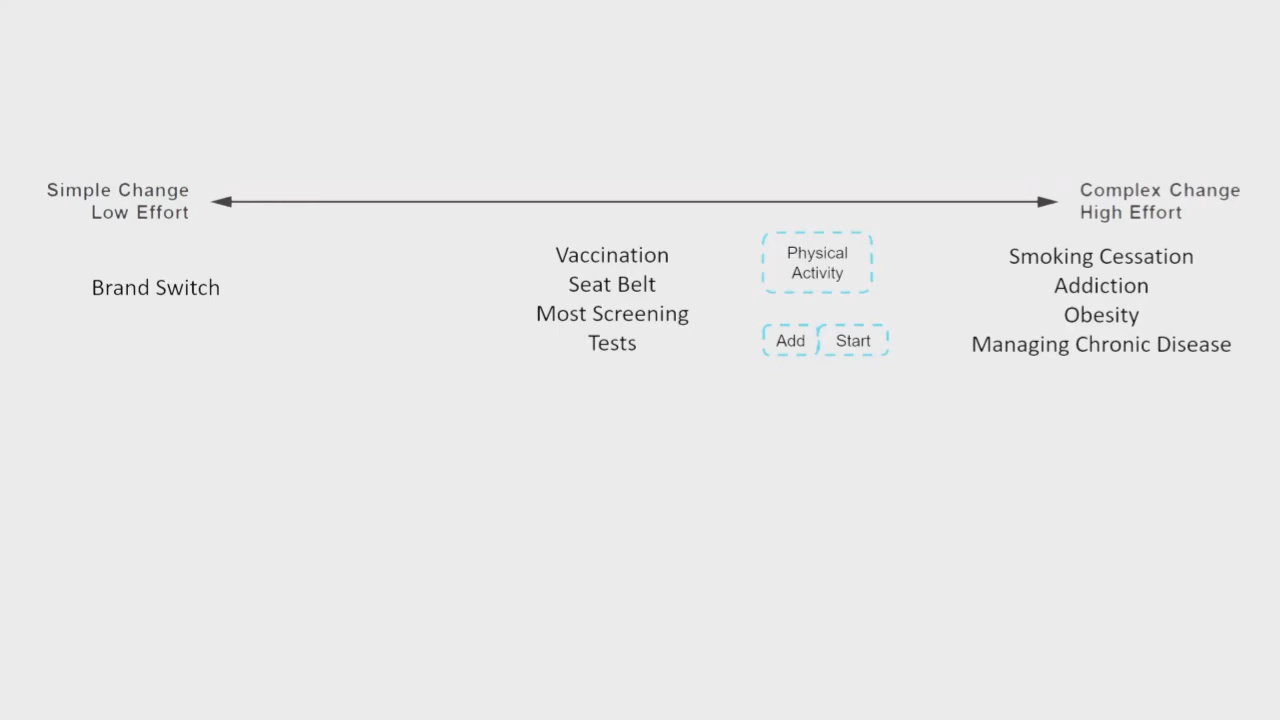 Simple Change
Low Effort
Complex Change
High Effort
Brand Switch
Vaccination
Seat Belt
Most Screening
Tests
Physical
Activity
Add
Start
Smoking Cessation
Addiction
Obesity
Managing Chronic Disease